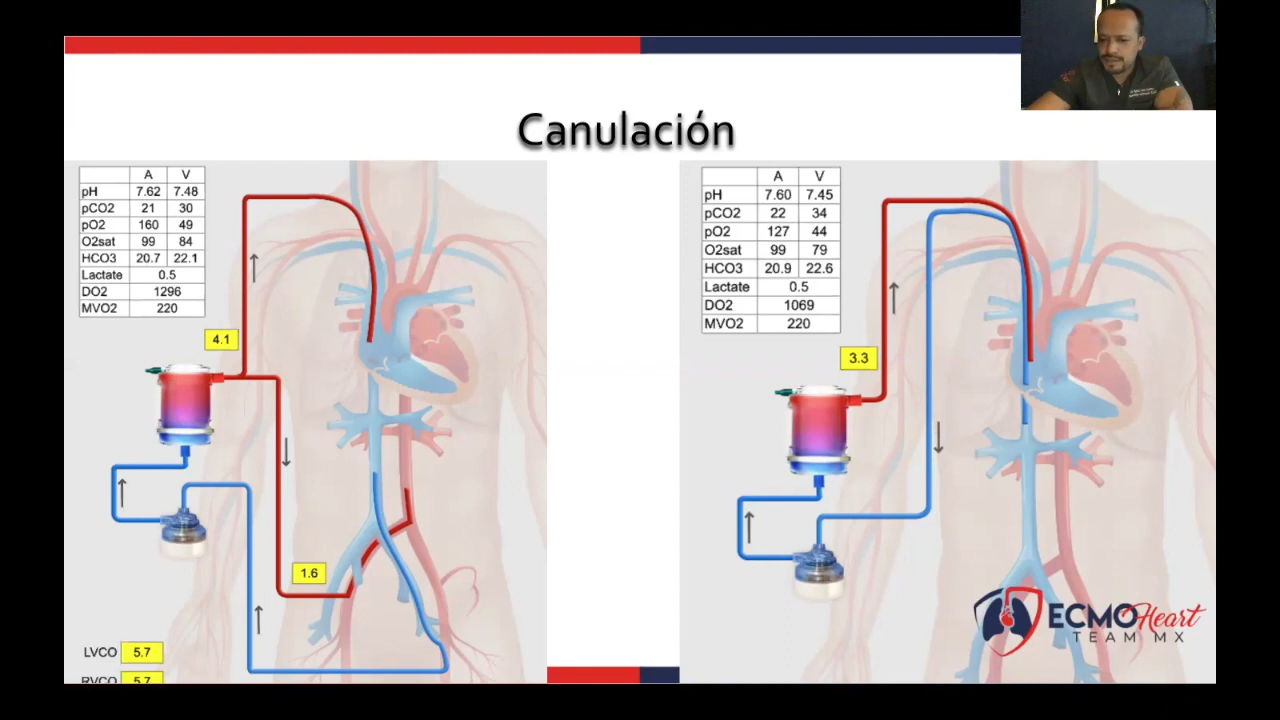 Canulación
A V
pH 7.62 7.48
pCO2 21 30
pO2 160 49
O2sat 99 84
HCO3 20.7 22.1
Lactate 0.5
DO2 1296
MVO2 220
4.1
1.6
LVCO 5.7
RVCO 5.7
A V
pH 7.60 7.45
pCO2 22 34
pO2 127 44
O2sat 99 79
HCO3 20.9 22.6
Lactate 0.5
DO2 1069
MVO2 220
3.3
ECMO Heart
TEAM MX